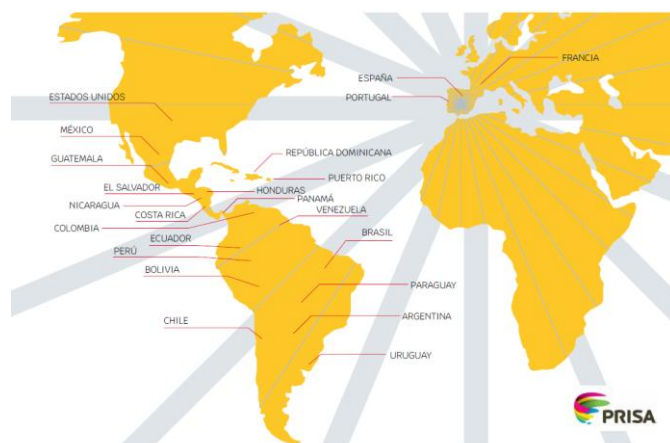 FRANCIA
ESPAÑA
PORTUGAL
ESTADOS UNIDOS
MÉXICO
GUATEMALA
REPÚBLICA DOMINICANA
PUERTO RICO
EL SALVADOR
HONDURAS
NICARAGUA
PANAMÁ
COSTA RICA
VENEZUELA
COLOMBIA
BRASIL
ECUADOR
PERÚ
BOLIVIA
PARAGUAY
CHILE
ARGENTINA
URUGUAY
PRISA